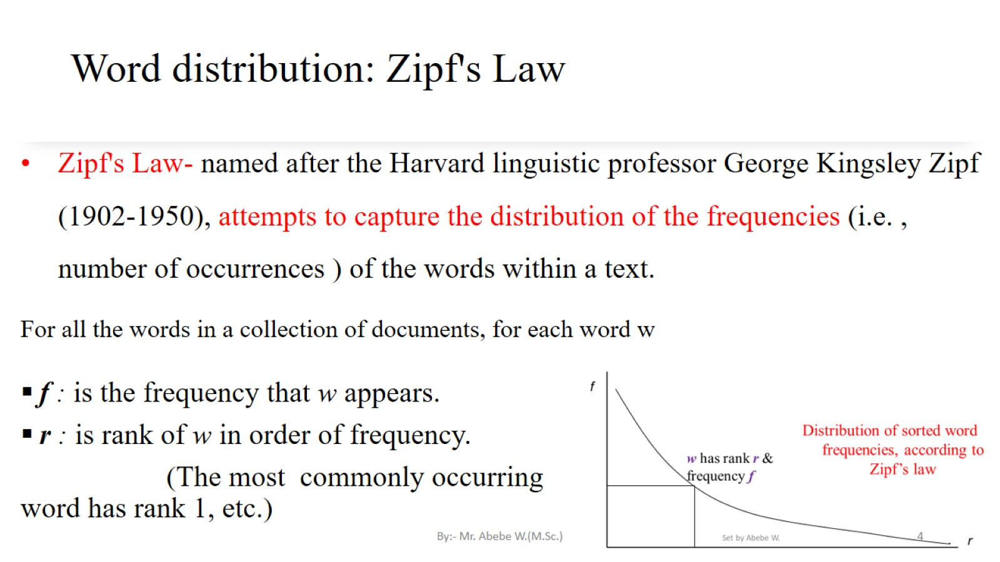 Word distribution: Zipf's Law
• Zipf's Law- named after the Harvard linguistic professor George Kingsley Zipf
(1902-1950), attempts to capture the distribution of the frequencies (i.e. ,
number of occurrences ) of the words within a text.
For all the words in a collection of documents, for each word w
▪ f : is the frequency that w appears.
▪ r : is rank of w in order of frequency.
(The most commonly occurring
word has rank 1, etc.)
f
w has rank r &
frequency f
Distribution of sorted word
frequencies, according to
Zipf’s law
r
By:- Mr. Abebe W.(M.Sc.)
Set by Abebe W.
4